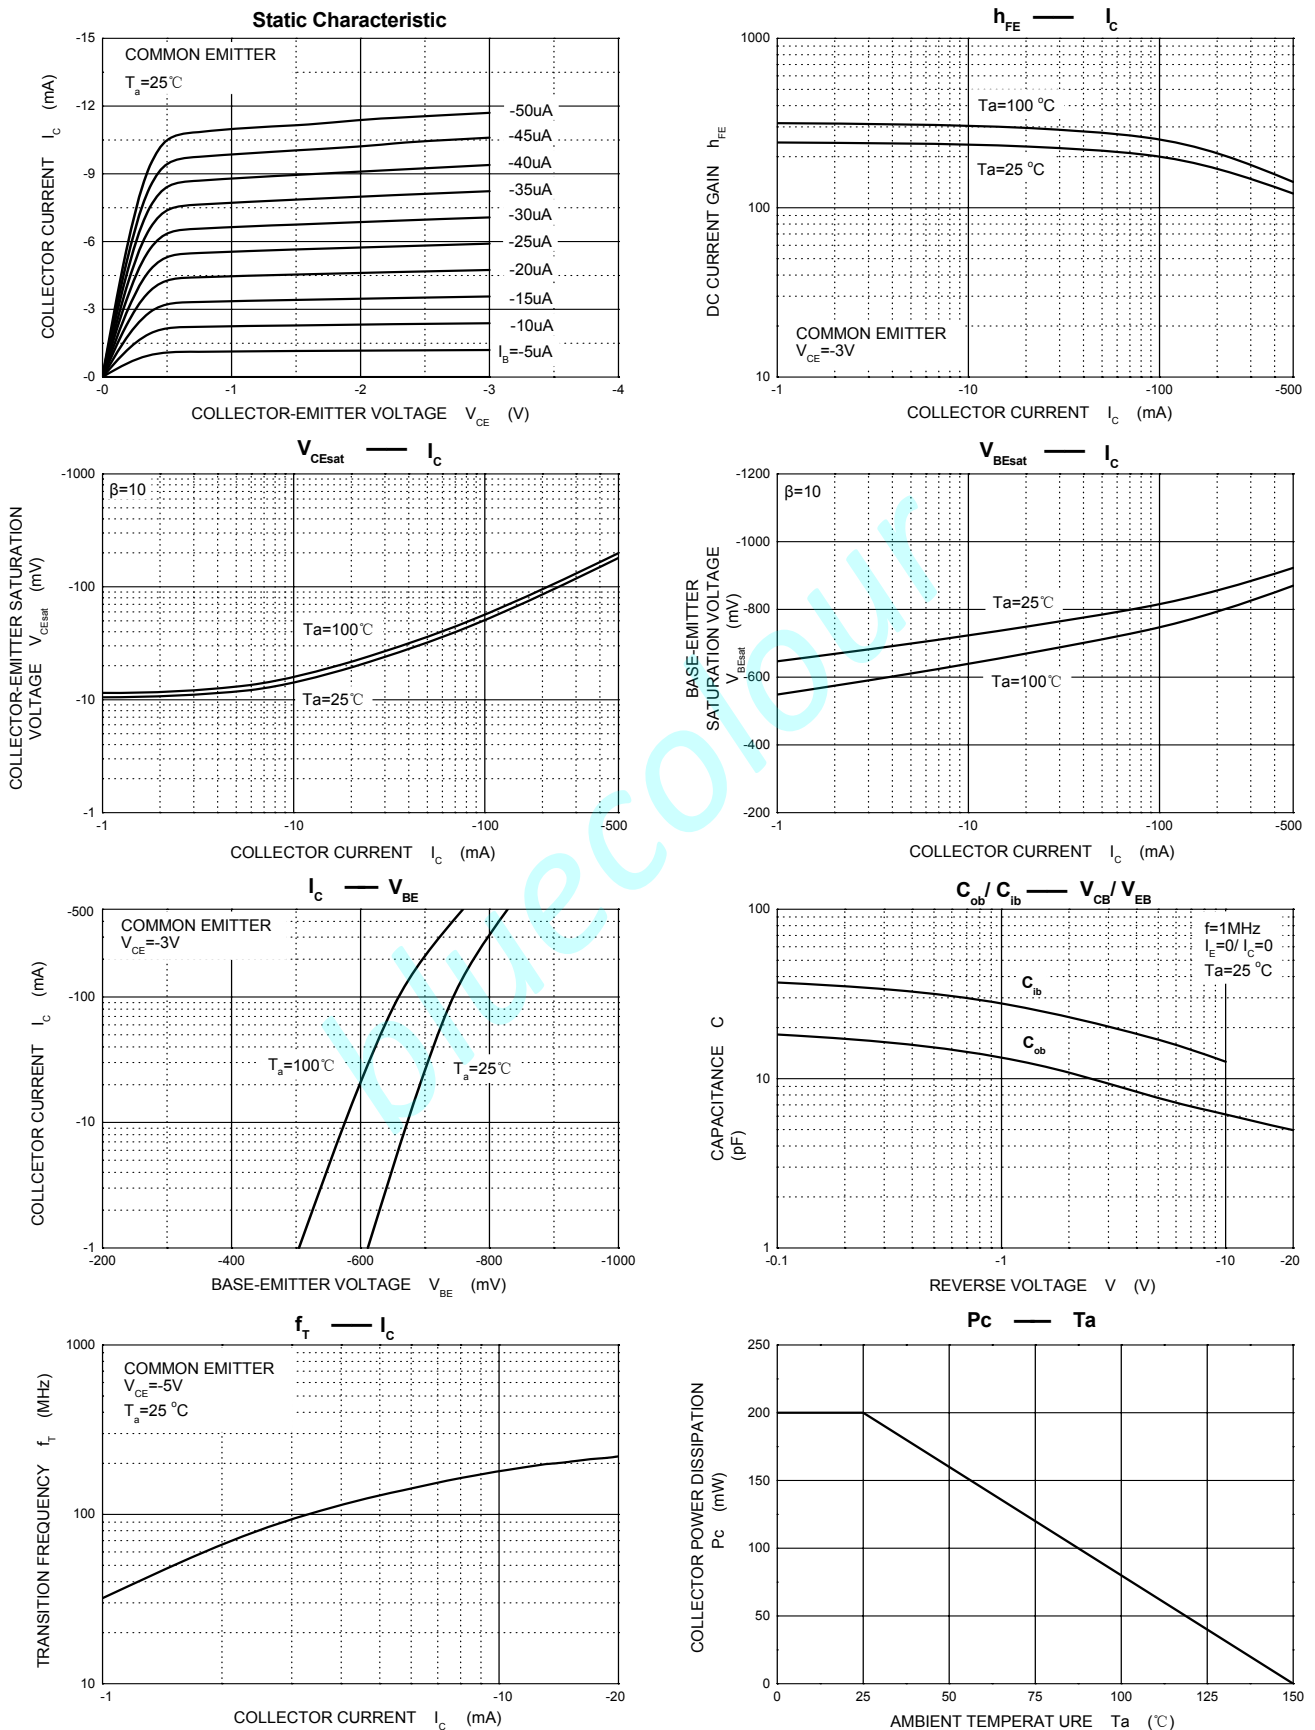 Static Characteristic
-15
-12
-9
-6
-3
-0
-0
-1
-2
-3
-4
COMMON EMITTER
Ta=25℃
-50uA
-45uA
-40uA
-35uA
-30uA
-25uA
-20uA
-15uA
-10uA
IB=-5uA
COLLECTOR CURRENT IC (mA)
COLLECTOR-EMITTER VOLTAGE VCE (V)
hFE — IC
1000
100
10
-1
-10
-100
-500
Ta=100 °C
Ta=25 °C
COMMON EMITTER
VCE=-3V
DC CURRENT GAIN hFE
COLLECTOR CURRENT IC (mA)
VCEsat — IC
-1000
-100
-10
-1
-1
-10
-100
-500
β=10
Ta=100℃
Ta=25℃
COLLECTOR-EMITTER SATURATION
VOLTAGE VCEsat (mV)
COLLECTOR CURRENT IC (mA)
VBEsat — IC
-1200
-1000
-800
-600
-400
-200
-1
-10
-100
-500
β=10
Ta=25℃
Ta=100℃
BASE-EMITTER
SATURATION VOLTAGE
VBEsat (mV)
COLLECTOR CURRENT IC (mA)
IC — VBE
-500
-100
-10
-1
-200
-400
-600
-800
-1000
COMMON EMITTER
VCE=-3V
Ta=100℃
Ta=25℃
COLLCETOR CURRENT IC (mA)
BASE-EMITTER VOLTAGE VBE (mV)
Cob/ Cib — VCB/ VEB
100
10
1
-0.1
-1
-10
-20
f=1MHz
IE=0/ IC=0
Ta=25 °C
Cib
Cob
CAPACITANCE C
(pF)
REVERSE VOLTAGE V (V)
fT — IC
1000
100
10
-1
-10
-20
COMMON EMITTER
VCE=-5V
Ta=25 °C
TRANSITION FREQUENCY fT (MHz)
COLLECTOR CURRENT IC (mA)
Pc — Ta
250
200
150
100
50
0
0
25
50
75
100
125
150
COLLECTOR POWER DISSIPATION
Pc (mW)
AMBIENT TEMPERAT URE Ta (℃)
bluecolour